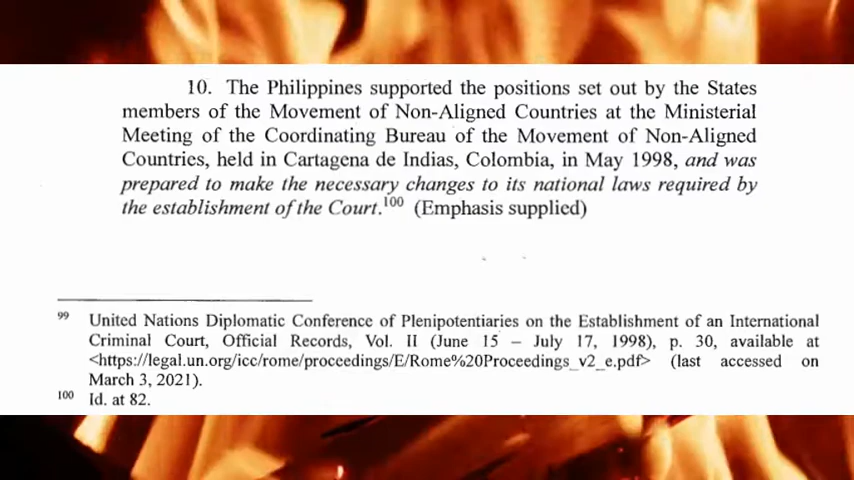 10. The Philippines supported the positions set out by the States
members of the Movement of Non-Aligned Countries at the Ministerial
Meeting of the Coordinating Bureau of the Movement of Non-Aligned
Countries, held in Cartagena de Indias, Colombia, in May 1998, and was
prepared to make the necessary changes to its national laws required by
the establishment of the Court.100 (Emphasis supplied)
99 United Nations Diplomatic Conference of Plenipotentiaries on the Establishment of an International
Criminal Court, Official Records, Vol. II (June 15 – July 17, 1998), p. 30, available at
<https://legal.un.org/icc/rome/proceedings/E/Rome%20Proceedings_v2_e.pdf> (last accessed on
March 3, 2021).
100 Id. at 82.